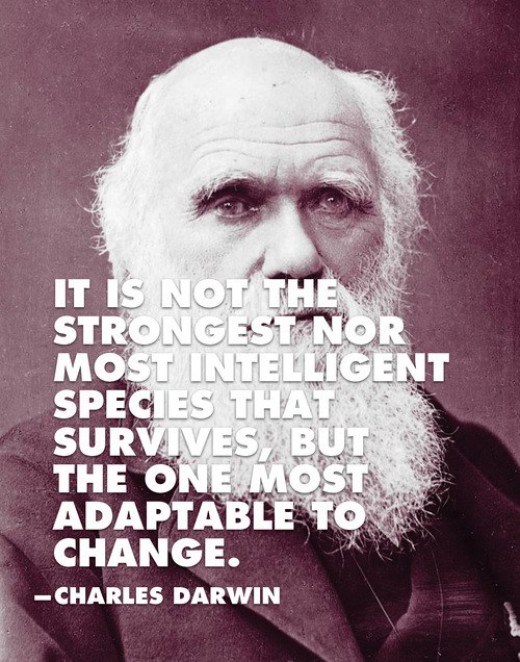 IT IS NOT THE
STRONGEST NOR
MOST INTELLIGENT
SPECIES THAT
SURVIVES, BUT
THE ONE MOST
ADAPTABLE TO
CHANGE.
—CHARLES DARWIN